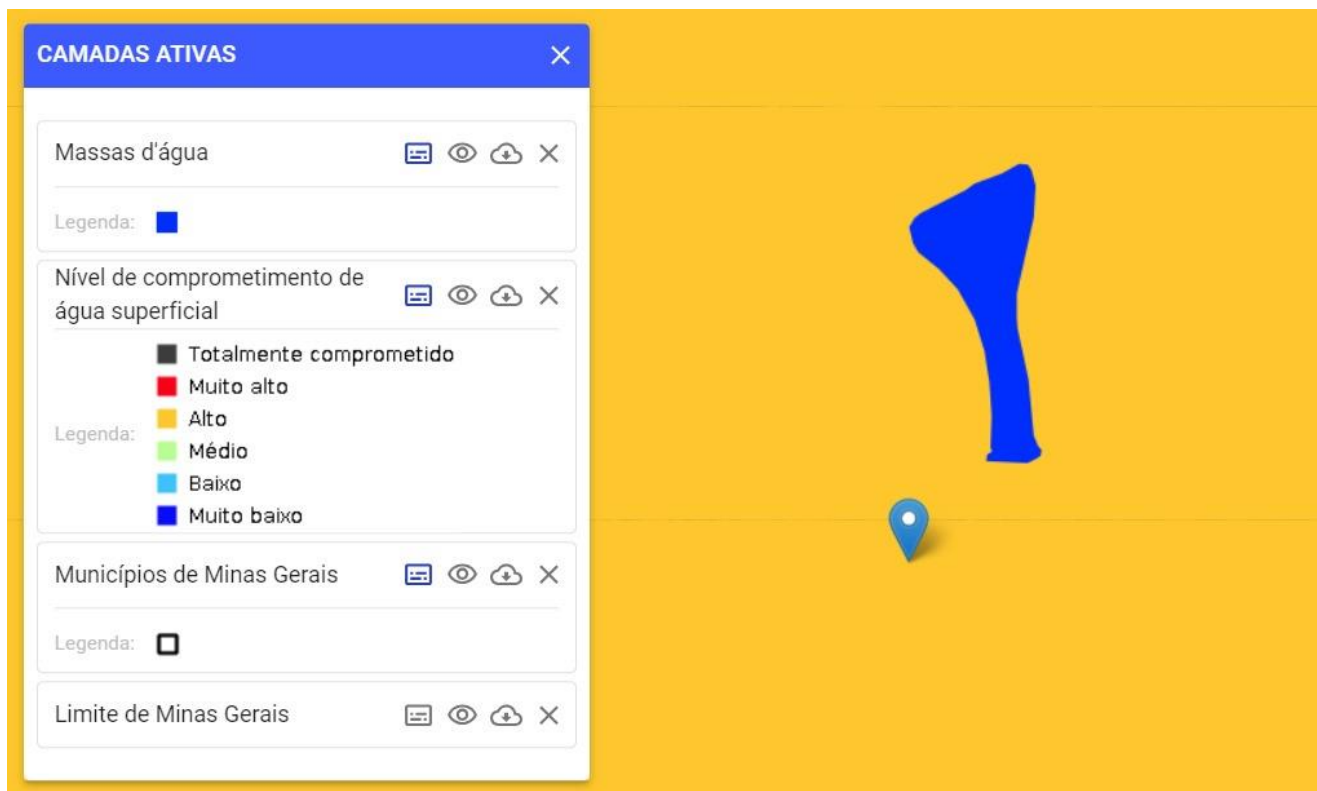 CAMADAS ATIVAS
Massas d'água
Legenda:
Nível de comprometimento de
água superficial
Legenda:
Totalmente comprometido
Muito alto
Alto
Médio
Baixo
Muito baixo
Municípios de Minas Gerais
Legenda:
Limite de Minas Gerais